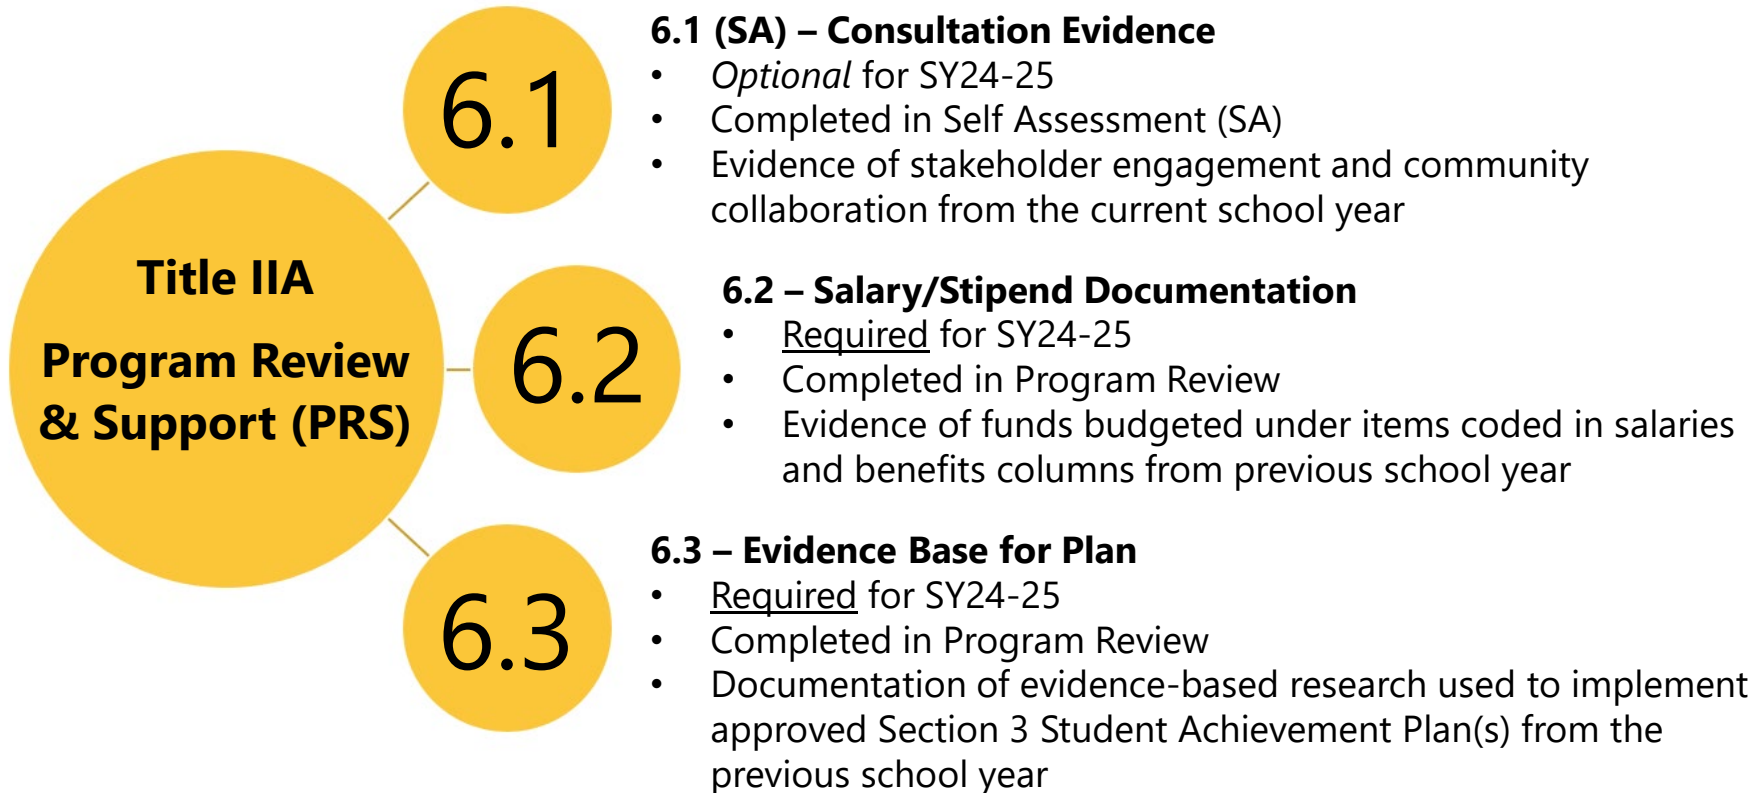 Title IIA
Program Review
& Support (PRS)
6.1
6.1 (SA) – Consultation Evidence
• Optional for SY24-25
• Completed in Self Assessment (SA)
• Evidence of stakeholder engagement and community
collaboration from the current school year
6.2
6.2 – Salary/Stipend Documentation
• Required for SY24-25
• Completed in Program Review
• Evidence of funds budgeted under items coded in salaries
and benefits columns from previous school year
6.3
6.3 – Evidence Base for Plan
• Required for SY24-25
• Completed in Program Review
• Documentation of evidence-based research used to implement
approved Section 3 Student Achievement Plan(s) from the
previous school year